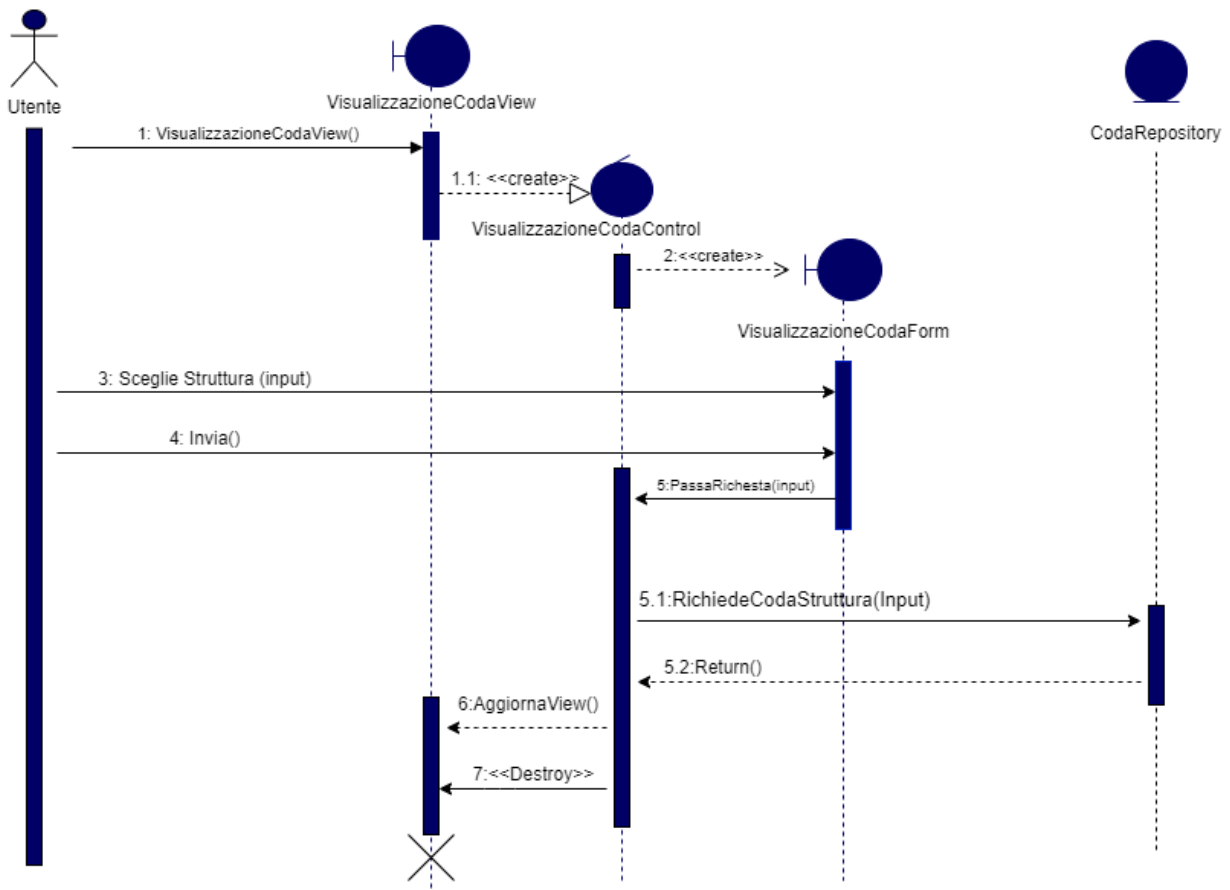 Utente
VisualizzazioneCodaView
CodaRepository
1: VisualizzazioneCodaView()
1.1: <<create>>
VisualizzazioneCodaControl
2:<<create>>
VisualizzazioneCodaForm
3: Sceglie Struttura (input)
4: Invia()
5:PassaRichesta(input)
5.1:RichiedeCodaStruttura(Input)
5.2:Return()
6:AggiornaView()
7:<<Destroy>>